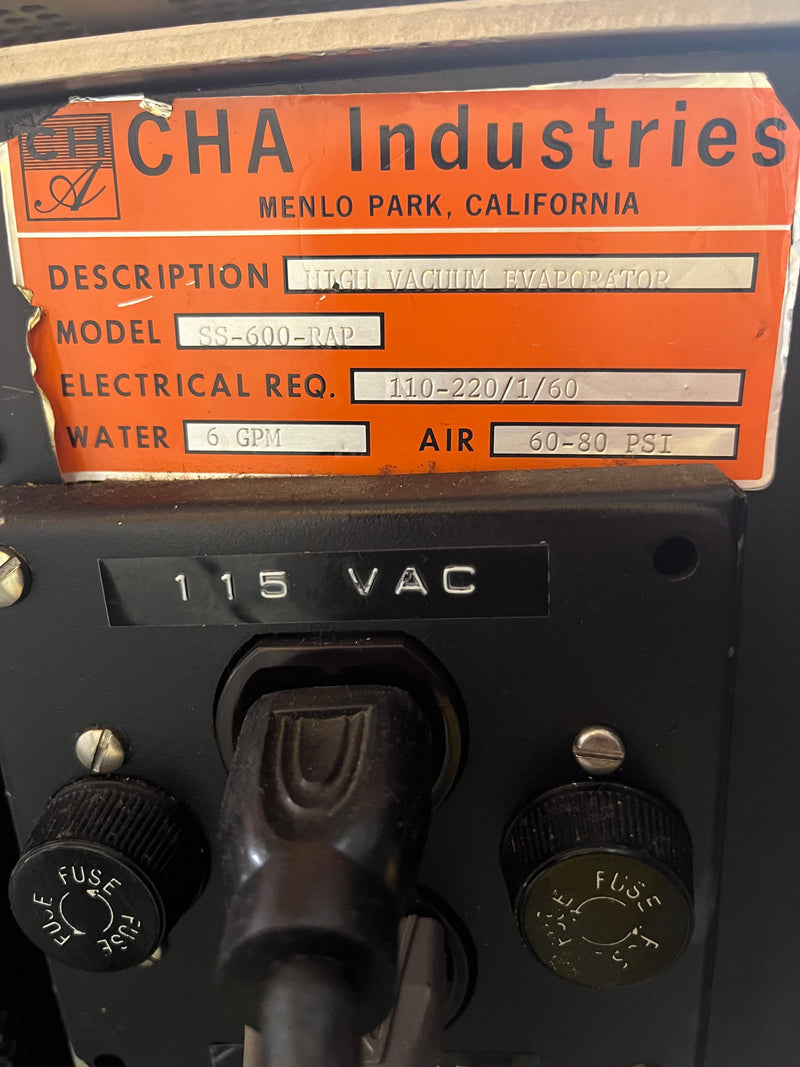 CHA
CHA Industries
MENLO PARK, CALIFORNIA
DESCRIPTION HIGH VACUUM EVAPORATOR
MODEL SS-600-RAP
ELECTRICAL REQ. 110-220/1/60
WATER 6 GPM AIR 60-80 PSI
115 VAC
FUSE FUSE FUSE
FUSE